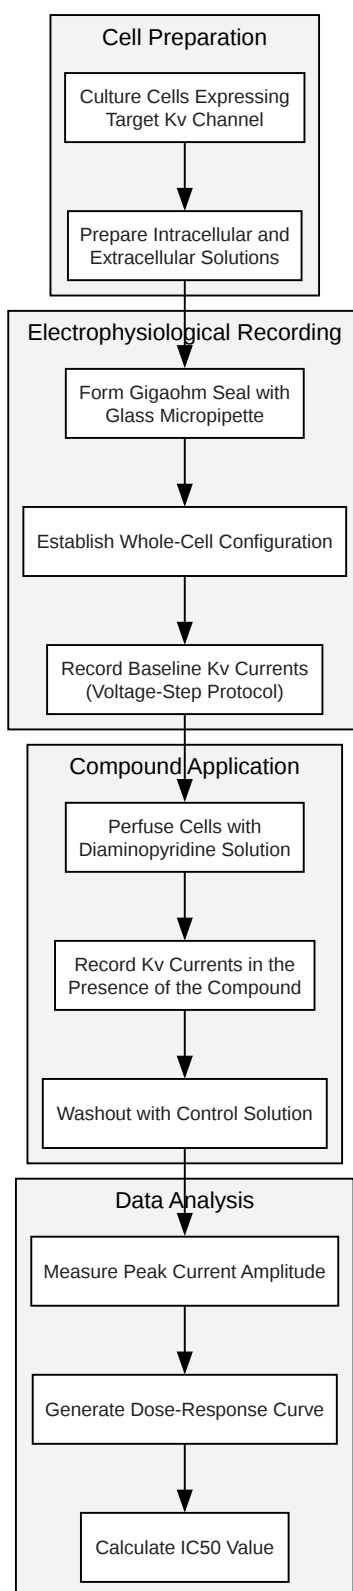 Cell Preparation
Culture Cells Expressing
Target Kv Channel
Prepare Intracellular and
Extracellular Solutions
Electrophysiological Recording
Form Gigaohm Seal with
Glass Micropipette
Establish Whole-Cell Configuration
Record Baseline Kv Currents
(Voltage-Step Protocol)
Compound Application
Perfuse Cells with
Diaminopyridine Solution
Record Kv Currents in the
Presence of the Compound
Washout with Control Solution
Data Analysis
Measure Peak Current Amplitude
Generate Dose-Response Curve
Calculate IC50 Value